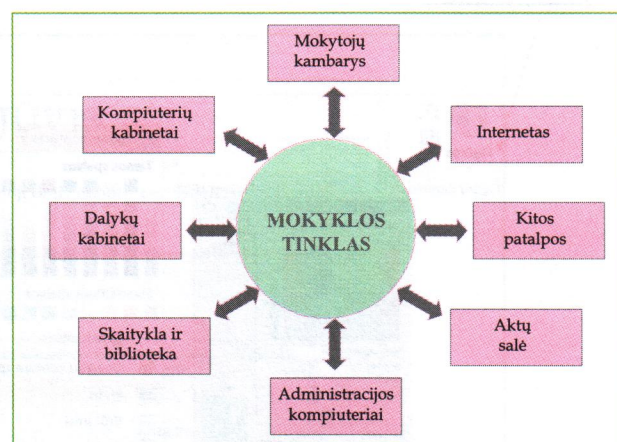 Mokytojų
kambarys
Kompiuterių
kabinetai
Internetas
Dalykų
kabinetai
MOKYKLOS
TINKLAS
Kitos
patalpos
Skaitykla ir
biblioteka
Aktų
salė
Administracijos
kompiuteriai